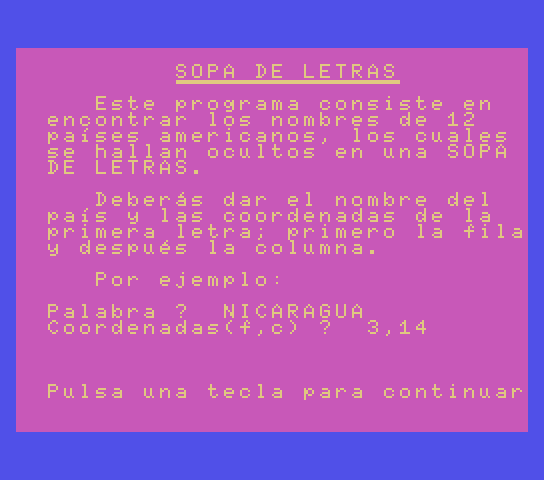 SOPA DE LETRAS
Este programa consiste en
encontrar los nombres de 12
países americanos, los cuales
se hallan ocultos en una SOPA
DE LETRAS.
Deberás dar el nombre del
país y las coordenadas de la
primera letra; primero la fila
y después la columna.
Por ejemplo:
Palabra ? NICARAGUA
Coordenadas(f,c) ? 3,14
Pulsa una tecla para continuar